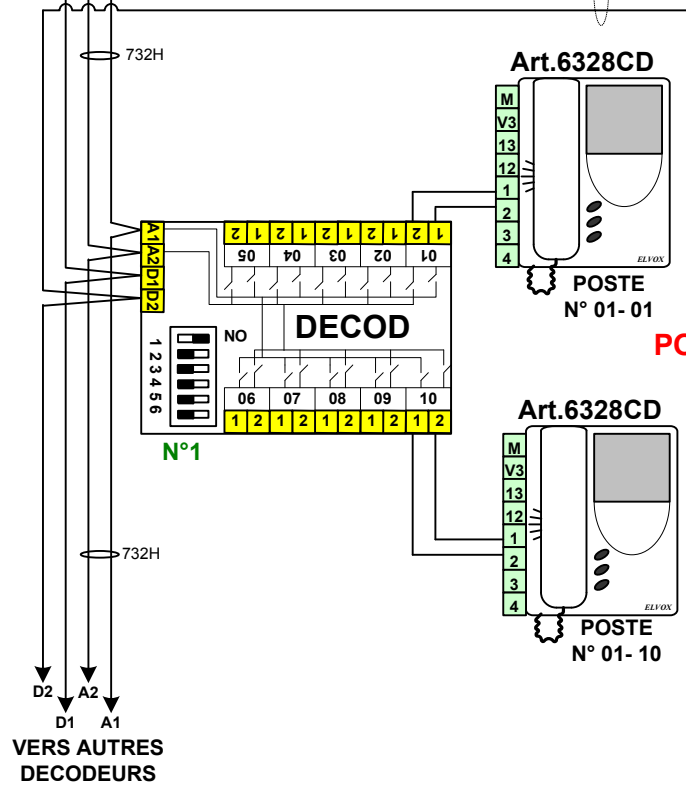 732H
Art.6328CD
M
V3
13
12
1
2
3
4
ELVOX
POSTE
N° 01- 01
A1 A2 D1 D2
2 1 2 1 2 1 2 1 2 1
05 04 03 02 01
DECOD
NO
1 2 3 4 5 6
06 07 08 09 10
1 2 1 2 1 2 1 2 1 2
N°1
PO
Art.6328CD
M
V3
13
12
1
2
3
4
ELVOX
POSTE
N° 01- 10
732H
D2 A2
D1 A1
VERS AUTRES
DECODEURS